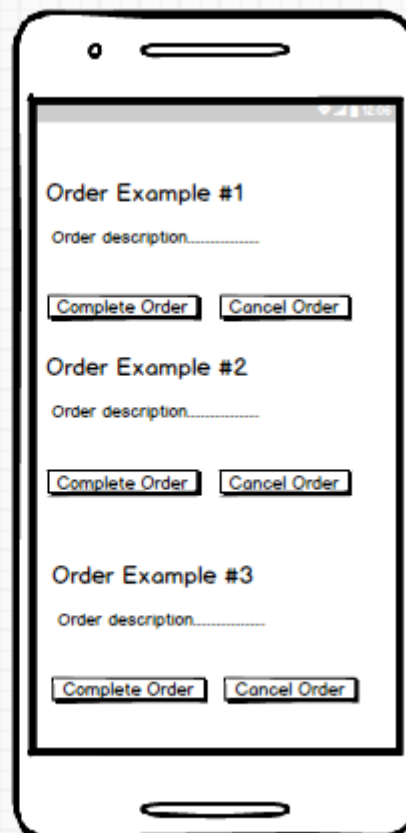 12:06
Order Example #1
Order description....................
Complete Order Cancel Order
Order Example #2
Order description....................
Complete Order Cancel Order
Order Example #3
Order description....................
Complete Order Cancel Order